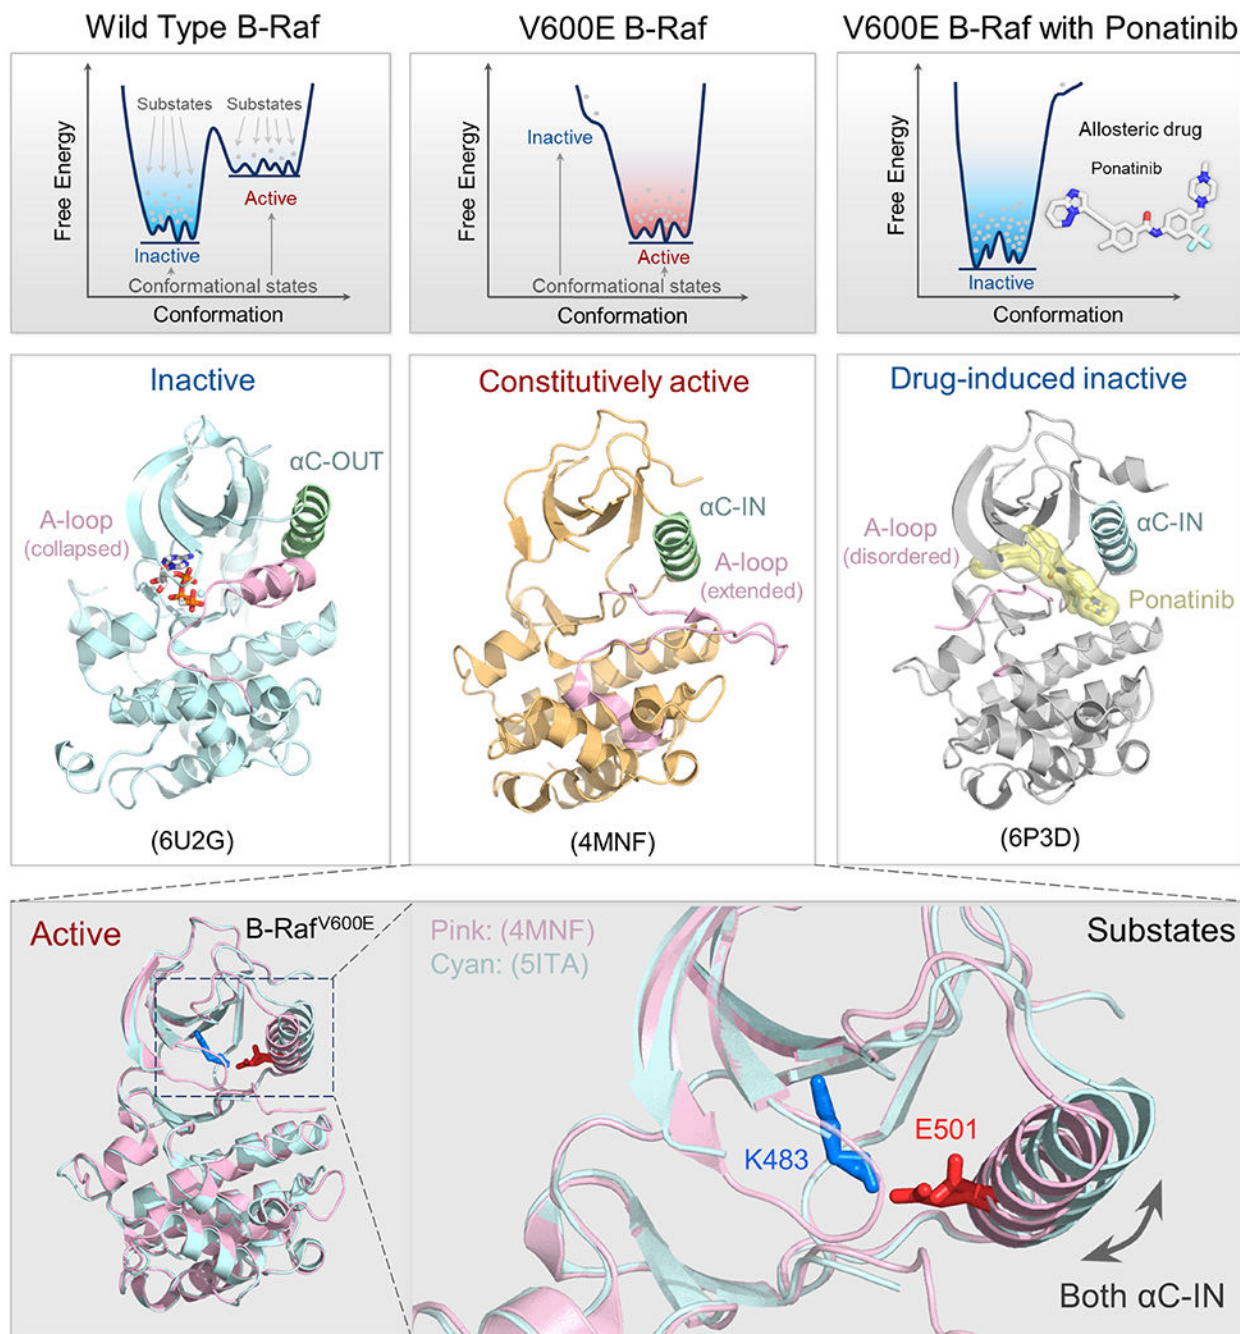 Wild Type B-Raf
Free Energy
Substates
Substates
Active
Inactive
Conformational states
Conformation
V600E B-Raf
Free Energy
Inactive
Active
Conformational states
Conformation
V600E B-Raf with Ponatinib
Free Energy
Allosteric drug
Ponatinib
Inactive
Conformation
Inactive
αC-OUT
A-loop
(collapsed)
(6U2G)
Constitutively active
αC-IN
A-loop
(extended)
(4MNF)
Drug-induced inactive
αC-IN
A-loop
(disordered)
Ponatinib
(6P3D)
Active
B-RafV600E
Pink: (4MNF)
Cyan: (5ITA)
Substates
E501
K483
Both αC-IN